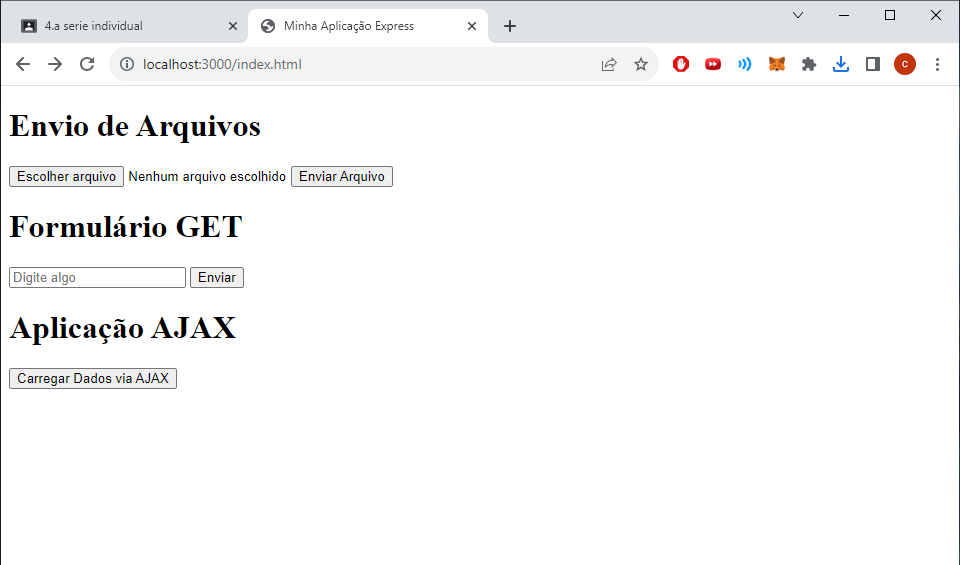 4.a serie individual
Minha Aplicação Express
localhost:3000/index.html
C
Envio de Arquivos
Escolher arquivo Nenhum arquivo escolhido Enviar Arquivo
Formulário GET
Digite algo Enviar
Aplicação AJAX
Carregar Dados via AJAX